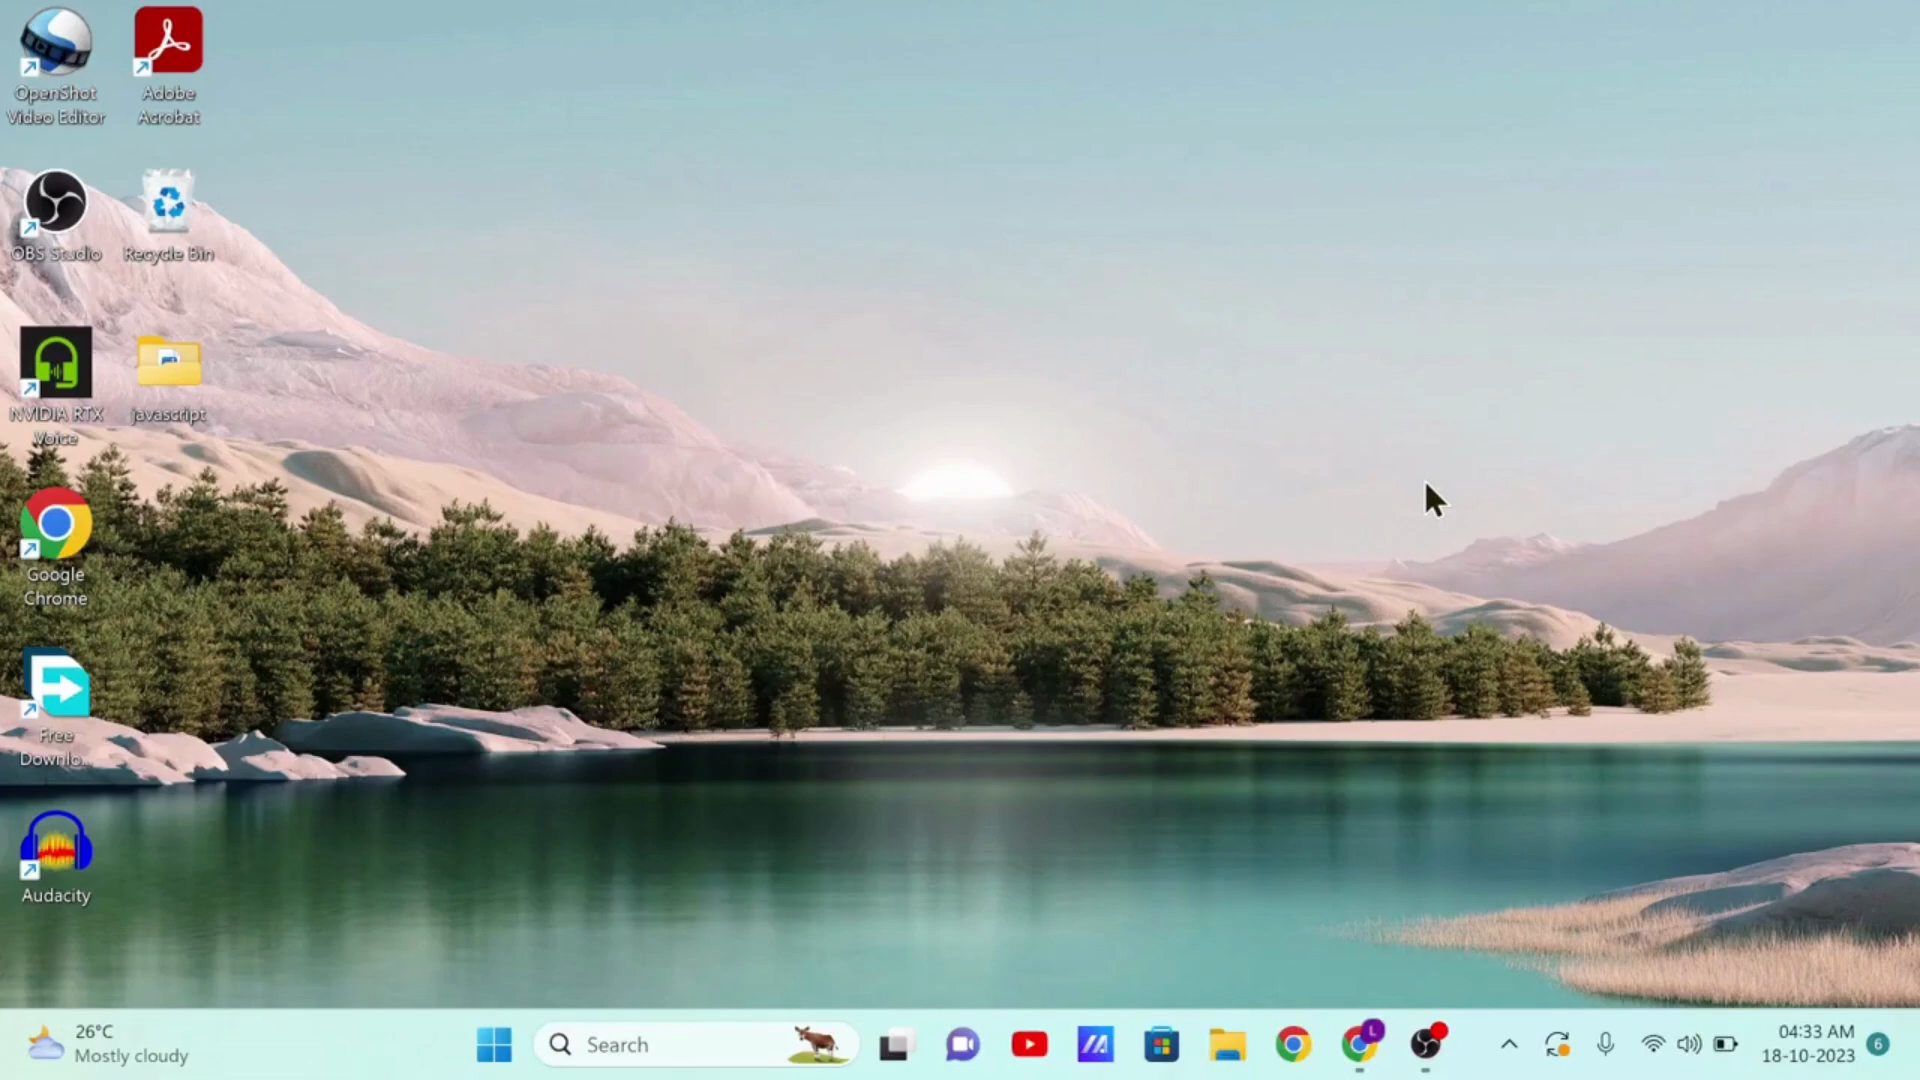 OpenShot
Video Editor
Adobe
Acrobat
OBS Studio
Recycle Bin
NVIDIA RTX
Voice
javascript
Google
Chrome
Free
Downlo...
Audacity
26°C
Mostly cloudy
Search
L
04:33 AM
18-10-2023
6